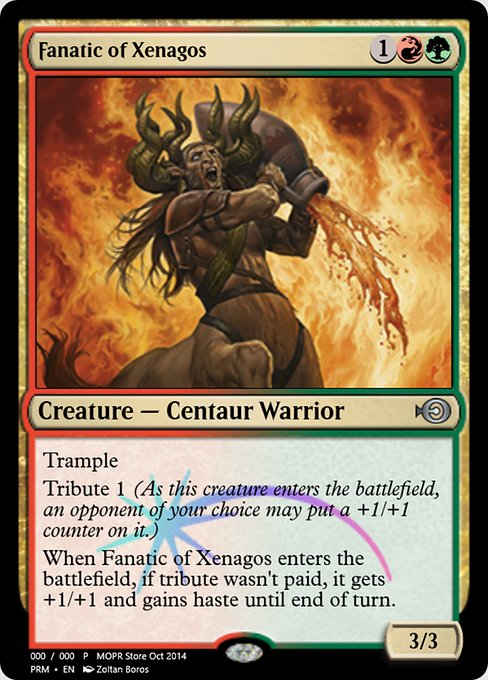 Fanatic of Xenagos 1
Creature — Centaur Warrior
Trample
Tribute 1 (As this creature enters the battlefield,
an opponent of your choice may put a +1/+1
counter on it.)
When Fanatic of Xenagos enters the
battlefield, if tribute wasn't paid, it gets
+1/+1 and gains haste until end of turn.
3/3
000 / 000 P MOPR Store Oct 2014
PRM • EN Zoltan Boros